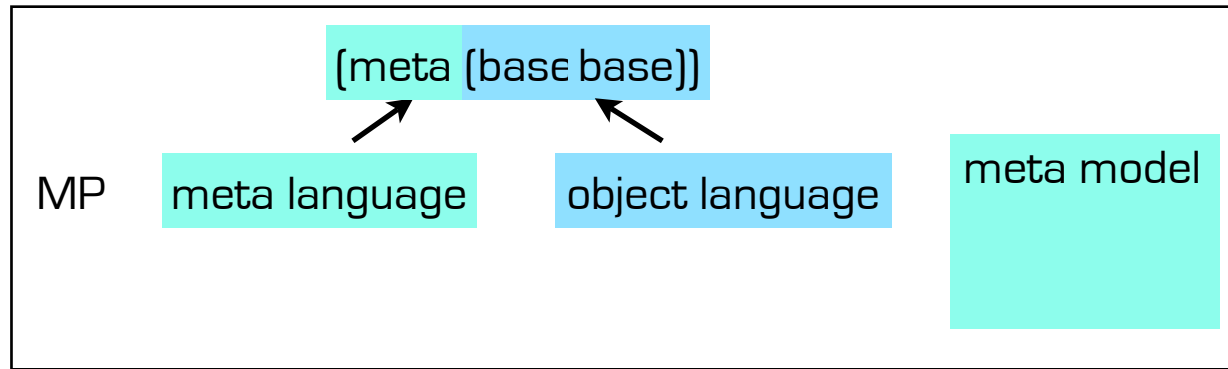 (meta (base base))
MP
meta language
object language
meta model